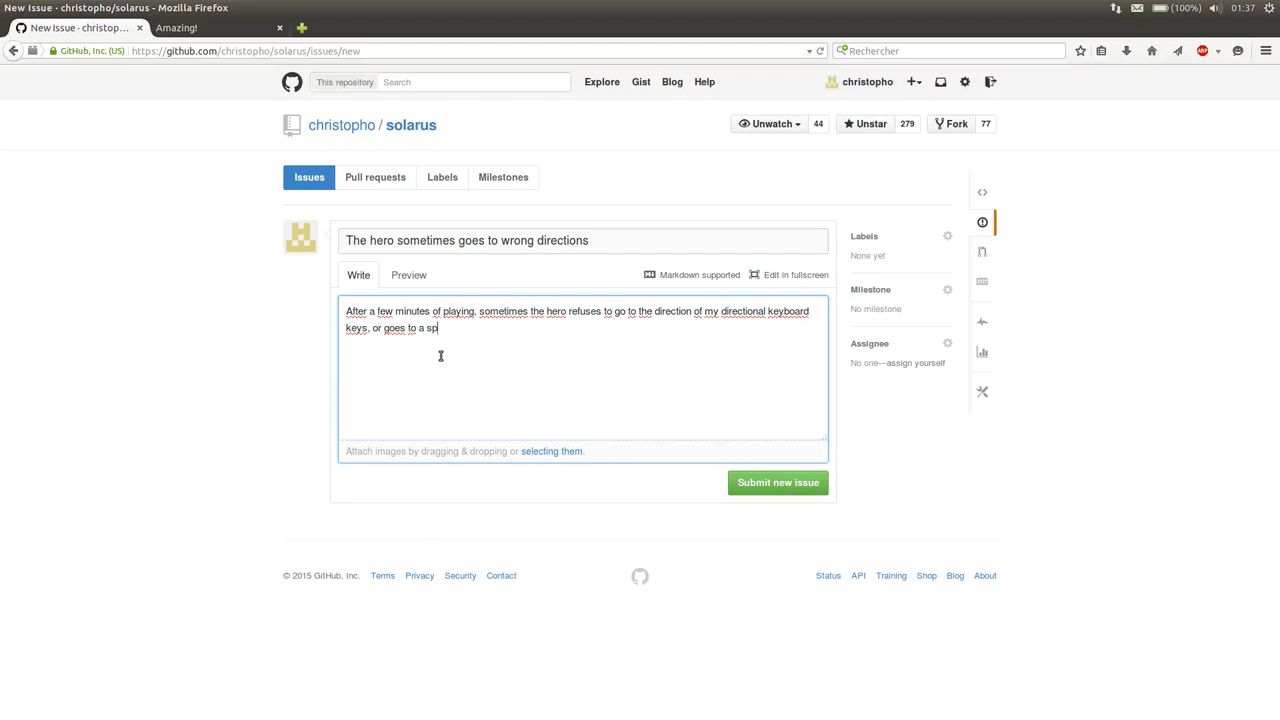 New Issue · christopho/solarus - Mozilla Firefox
(100%) 01:37
New Issue · christop... × Amazing! ×
GitHub, Inc. (US) https://github.com/christopho/solarus/issues/new Rechercher ABP
This repository Search Explore Gist Blog Help christopho
christopho / solarus Unwatch 44 Unstar 279 Fork 77
Issues Pull requests Labels Milestones
The hero sometimes goes to wrong directions
Labels
None yet
Write Preview Markdown supported Edit in fullscreen
Milestone
No milestone
After a few minutes of playing, sometimes the hero refuses to go to the direction of my directional keyboard
keys, or goes to a sp
Assignee
No one—assign yourself
Attach images by dragging & dropping or selecting them.
Submit new issue
© 2015 GitHub, Inc. Terms Privacy Security Contact Status API Training Shop Blog About